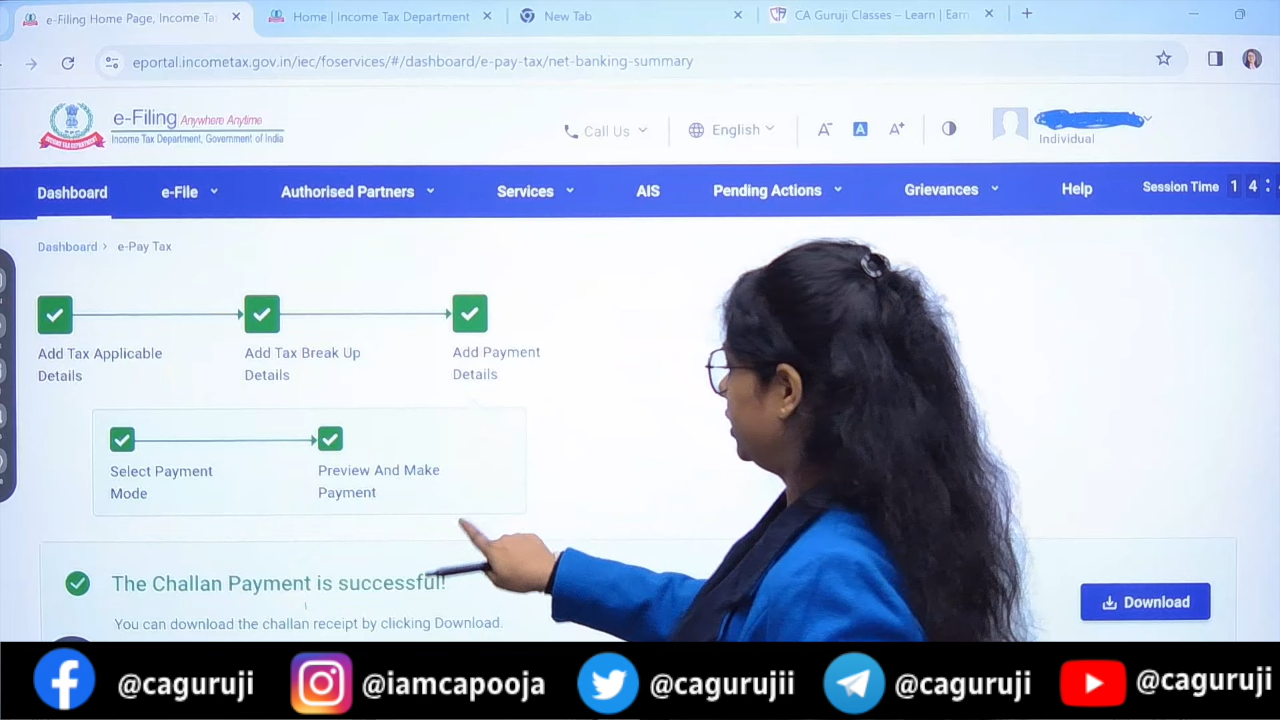 e-Filing Home Page, Income Ta
Home | Income Tax Department
New Tab
CA Guruji Classes – Learn | Earn
eportal.incometax.gov.in/iec/foservices/#/dashboard/e-pay-tax/net-banking-summary
e-Filing Anywhere Anytime
Income Tax Department, Government of India
Call Us
English
A-
A
A+
Individual
Dashboard
e-File
Authorised Partners
Services
AIS
Pending Actions
Grievances
Help
Session Time 1 4 :
Dashboard > e-Pay Tax
Add Tax Applicable
Details
Add Tax Break Up
Details
Add Payment
Details
Select Payment
Mode
Preview And Make
Payment
The Challan Payment is successful!
You can download the challan receipt by clicking Download.
Download
@caguruji
@iamcapooja
@cagurujii
@caguruji
@caguruji